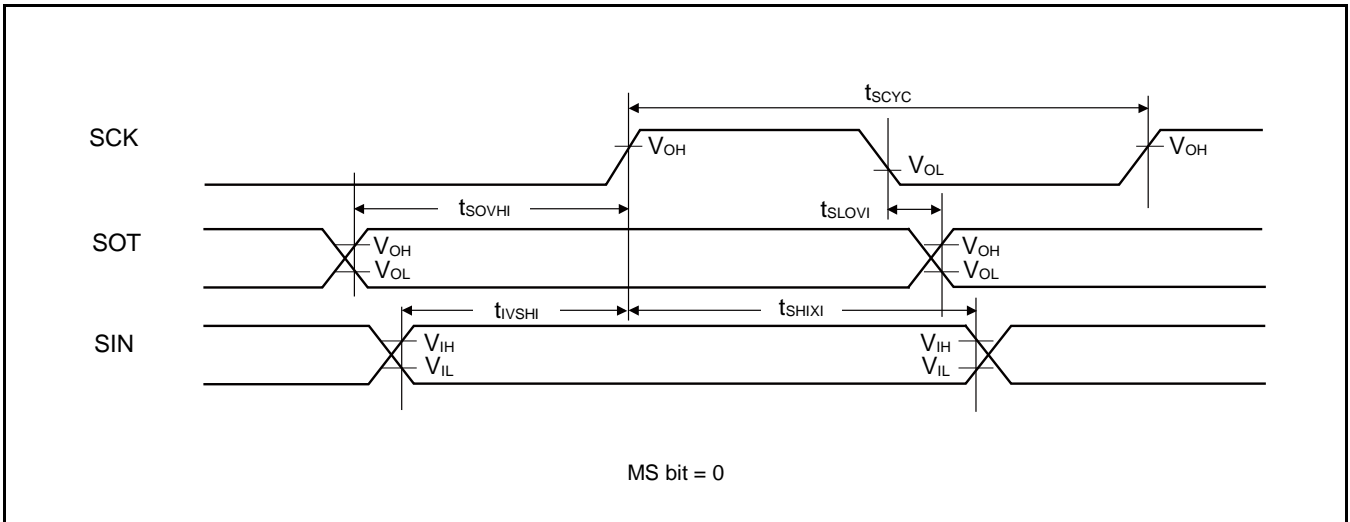 tSCYC
SCK
VOH
VOL
VOH
tSOVHI
tSLOVI
SOT
VOH
VOL
VOH
VOL
tIVSHI
tSHIXI
SIN
VIH
VIL
VIH
VIL
MS bit = 0